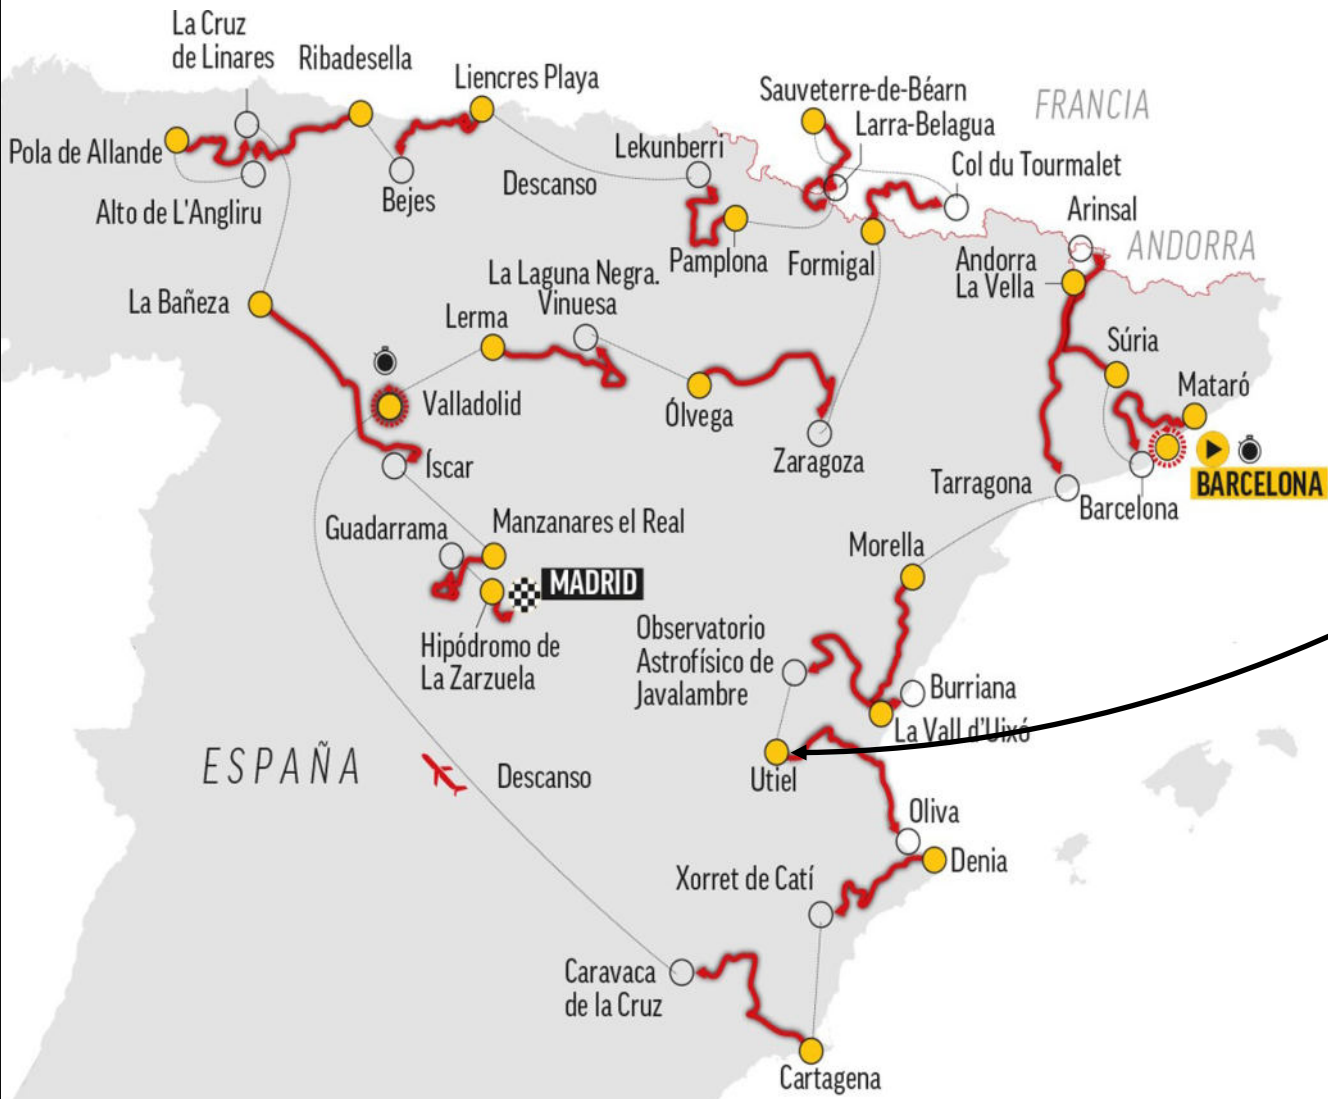 La Cruz
de Linares
Ribadesella
Liencres Playa
Sauveterre-de-Béarn
FRANCIA
Larra-Belagua
Pola de Allande
Lekunberri
Col du Tourmalet
Descanso
Bejes
Alto de L'Angliru
Arinsal
ANDORRA
Pamplona
Formigal
Andorra
La Vella
La Laguna Negra.
Vinuesa
La Bañeza
Lerma
Súria
Mataró
Valladolid
Ólvega
Zaragoza
Íscar
Tarragona
BARCELONA
Barcelona
Guadarrama
Manzanares el Real
Morella
MADRID
Hipódromo de
La Zarzuela
Observatorio
Astrofísico de
Javalambre
Burriana
La Vall d'Uixó
ESPAÑA
Descanso
Utiel
Oliva
Denia
Xorret de Catí
Caravaca
de la Cruz
Cartagena